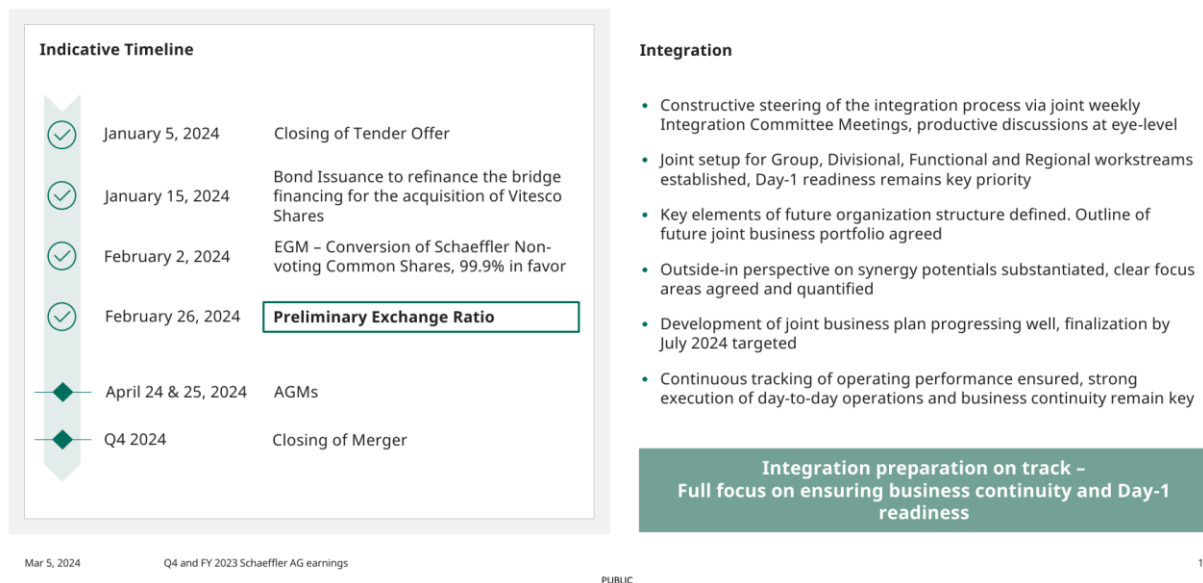 Indicative Timeline
January 5, 2024
Closing of Tender Offer
January 15, 2024
Bond Issuance to refinance the bridge
financing for the acquisition of Vitesco
Shares
February 2, 2024
EGM – Conversion of Schaeffler Non-
voting Common Shares, 99.9% in favor
February 26, 2024
Preliminary Exchange Ratio
April 24 & 25, 2024
AGMs
Q4 2024
Closing of Merger
Integration
• Constructive steering of the integration process via joint weekly
Integration Committee Meetings, productive discussions at eye-level
• Joint setup for Group, Divisional, Functional and Regional workstreams
established, Day-1 readiness remains key priority
• Key elements of future organization structure defined. Outline of
future joint business portfolio agreed
• Outside-in perspective on synergy potentials substantiated, clear focus
areas agreed and quantified
• Development of joint business plan progressing well, finalization by
July 2024 targeted
• Continuous tracking of operating performance ensured, strong
execution of day-to-day operations and business continuity remain key
Integration preparation on track –
Full focus on ensuring business continuity and Day-1
readiness
Mar 5, 2024
Q4 and FY 2023 Schaeffler AG earnings
PUBLIC